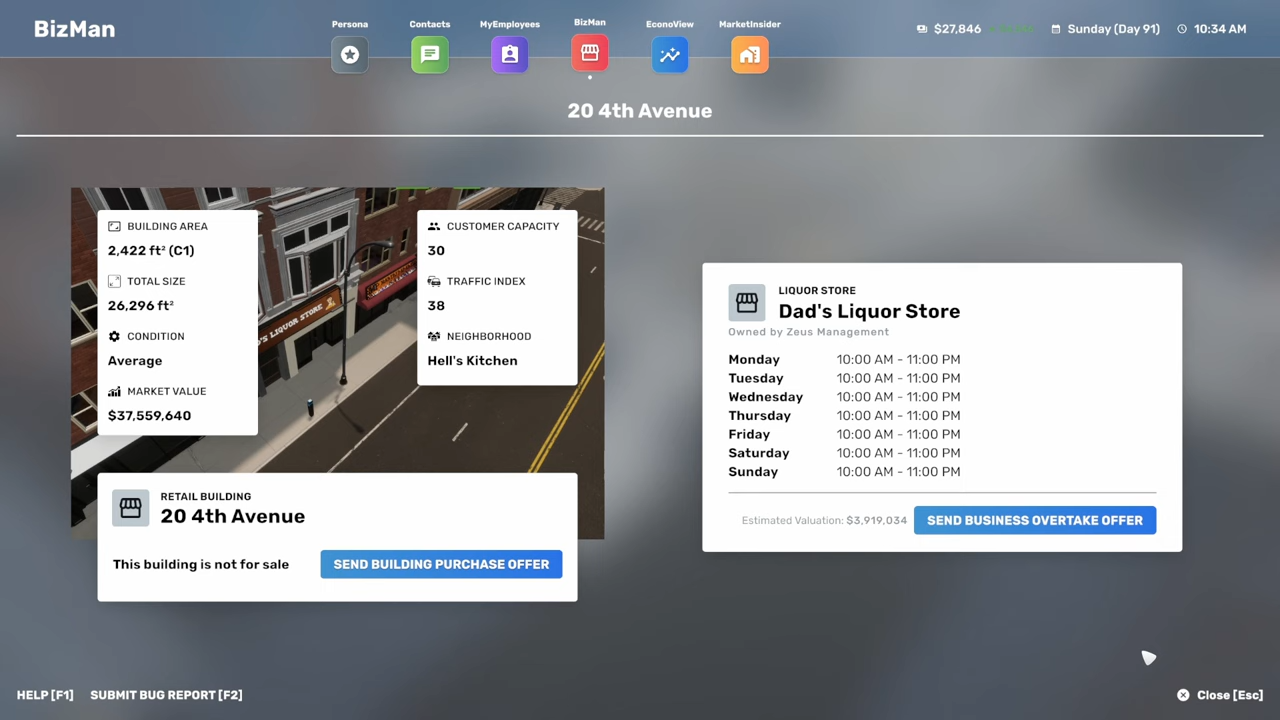 BizMan
Persona
Contacts
MyEmployees
BizMan
EconoView
MarketInsider
$27,846
Sunday (Day 91)
10:34 AM
20 4th Avenue
BUILDING AREA
2,422 ft² (C1)
TOTAL SIZE
26,296 ft²
CONDITION
Average
MARKET VALUE
$37,559,640
CUSTOMER CAPACITY
30
TRAFFIC INDEX
38
NEIGHBORHOOD
Hell's Kitchen
'S LIQUOR STORE
RETAIL BUILDING
20 4th Avenue
This building is not for sale
SEND BUILDING PURCHASE OFFER
LIQUOR STORE
Dad's Liquor Store
Owned by Zeus Management
Monday 10:00 AM - 11:00 PM
Tuesday 10:00 AM - 11:00 PM
Wednesday 10:00 AM - 11:00 PM
Thursday 10:00 AM - 11:00 PM
Friday 10:00 AM - 11:00 PM
Saturday 10:00 AM - 11:00 PM
Sunday 10:00 AM - 11:00 PM
Estimated Valuation: $3,919,034
SEND BUSINESS OVERTAKE OFFER
HELP [F1]
SUBMIT BUG REPORT [F2]
Close [Esc]